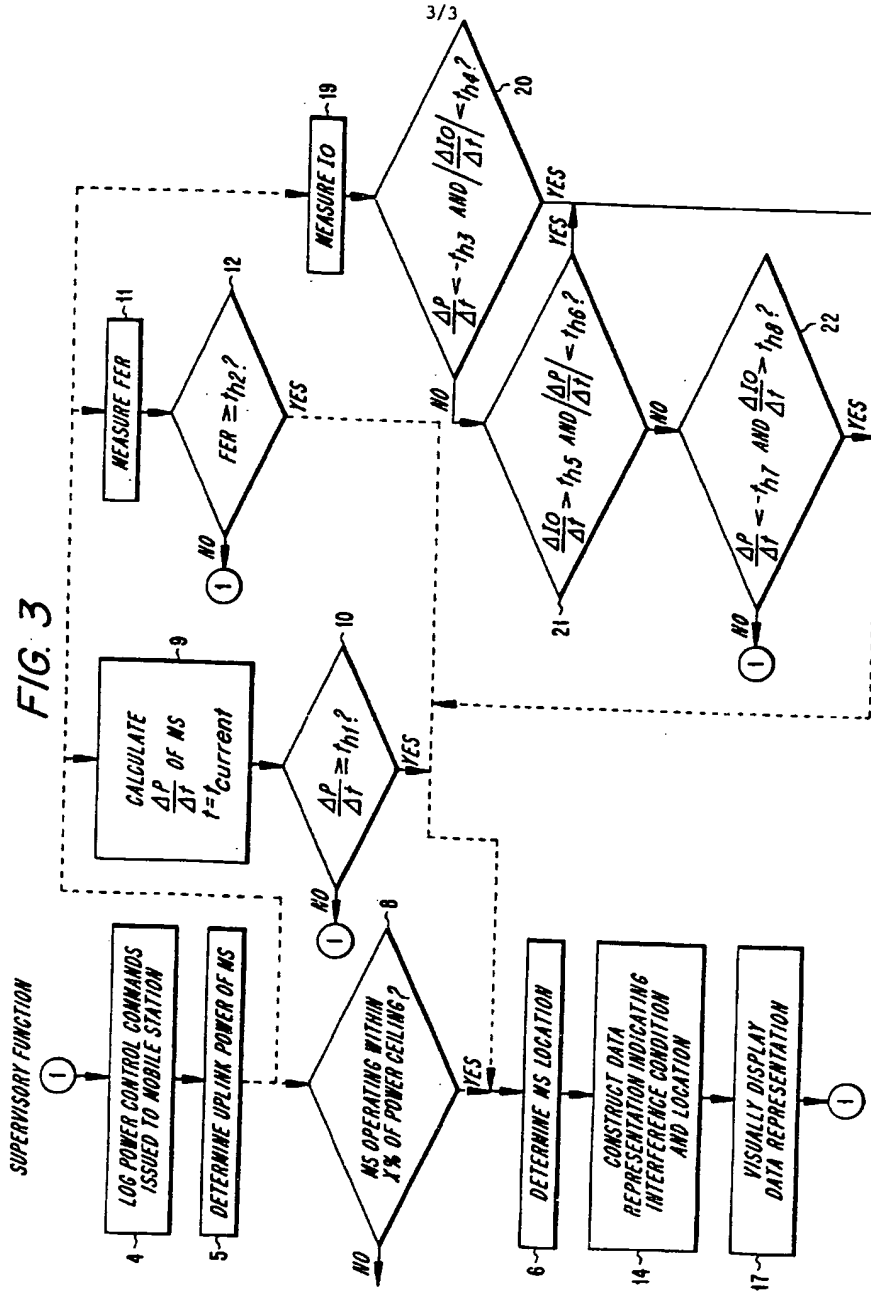 3/3
FIG. 3
SUPERVISORY FUNCTION
1
LOG POWER CONTROL COMMANDS
ISSUED TO MOBILE STATION
4
DETERMINE UPLINK POWER OF MS
5
MS OPERATING WITHIN
X% OF POWER CEILING?
8
NO
YES
DETERMINE MS LOCATION
6
CONSTRUCT DATA
REPRESENTATION INDICATING
INTERFERENCE CONDITION
AND LOCATION
14
VISUALLY DISPLAY
DATA REPRESENTATION
17
1
CALCULATE
ΔP/Δt OF MS
t=tcurrent
9
ΔP/Δt ≥ th1?
10
NO
1
YES
MEASURE FER
11
FER ≥ th2?
12
NO
1
YES
MEASURE IO
19
ΔP/Δt < -th3 AND |ΔIO/Δt| < th4?
20
NO
YES
ΔIO/Δt > th5 AND |ΔP/Δt| < th6?
21
YES
NO
ΔP/Δt < -th7 AND ΔIO/Δt > th8?
22
NO
1
YES